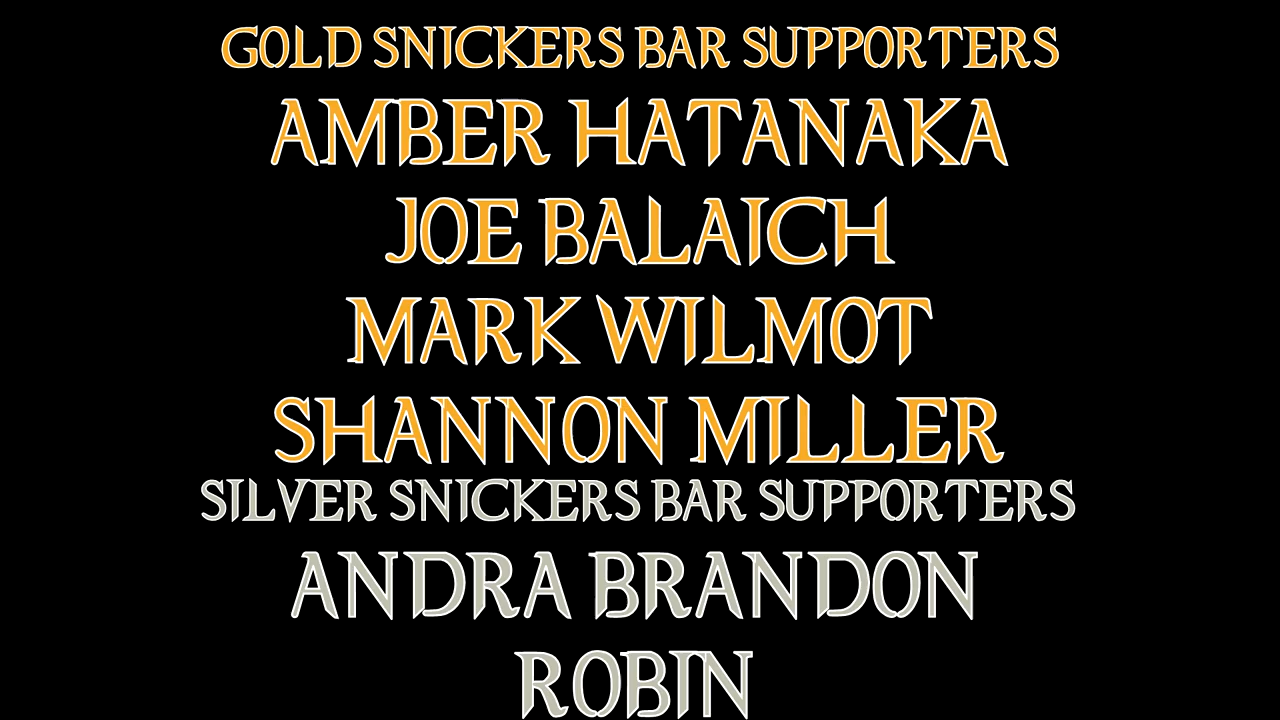 GOLD SNICKERS BAR SUPPORTERS
AMBER HATANAKA
JOE BALAICH
MARK WILMOT
SHANNON MILLER
SILVER SNICKERS BAR SUPPORTERS
ANDRA BRANDON
ROBIN